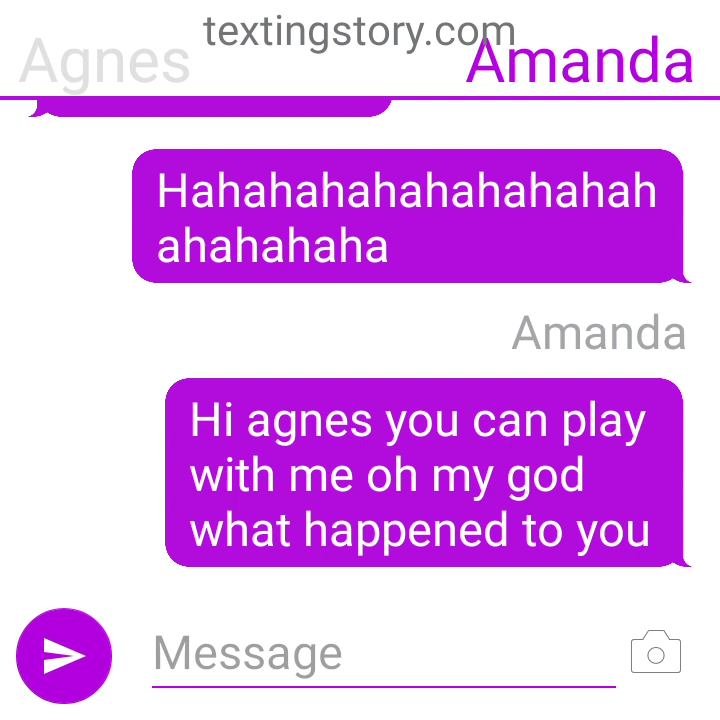 textingstory.com
Agnes
Amanda
Hahahahahahahahahah
ahahahaha
Amanda
Hi agnes you can play
with me oh my god
what happened to you
Message